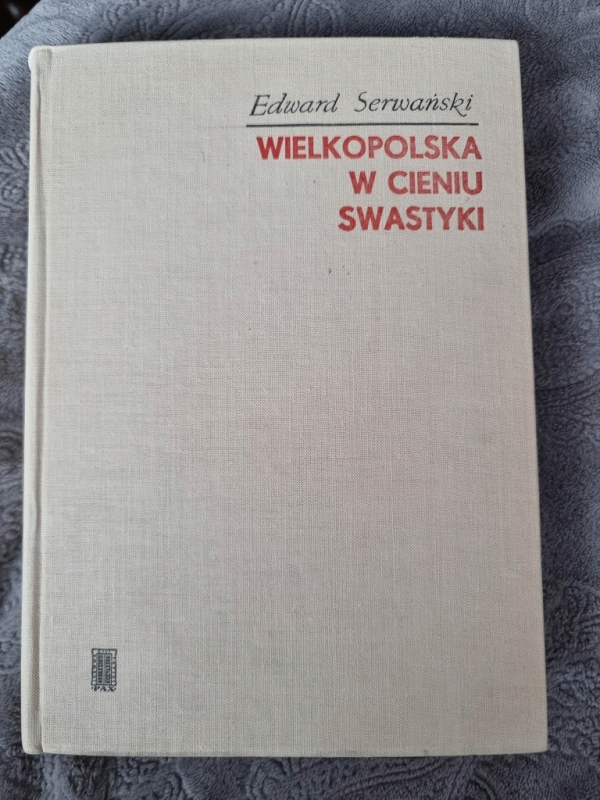 Edward Serwański
WIELKOPOLSKA
W CIENIU
SWASTYKI
PAX